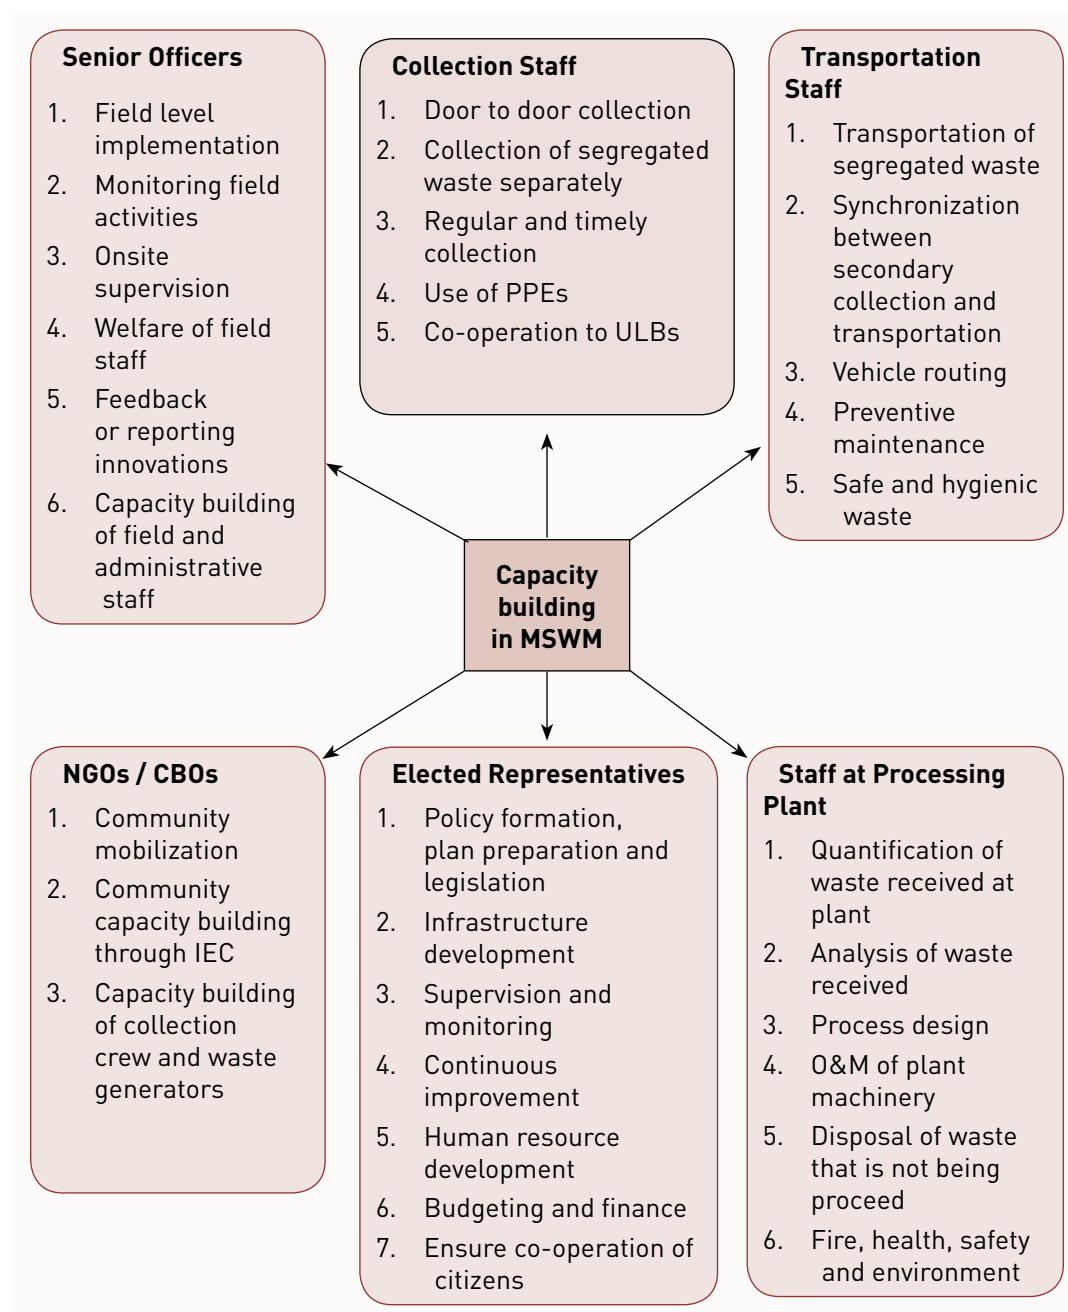 Senior Officers
1. Field level
implementation
2. Monitoring field
activities
3. Onsite
supervision
4. Welfare of field
staff
5. Feedback
or reporting
innovations
6. Capacity building
of field and
administrative
staff
Collection Staff
1. Door to door collection
2. Collection of segregated
waste separately
3. Regular and timely
collection
4. Use of PPEs
5. Co-operation to ULBs
Transportation
Staff
1. Transportation of
segregated waste
2. Synchronization
between
secondary
collection and
transportation
3. Vehicle routing
4. Preventive
maintenance
5. Safe and hygienic
waste
Capacity
building
in MSWM
NGOs / CBOs
1. Community
mobilization
2. Community
capacity building
through IEC
3. Capacity building
of collection
crew and waste
generators
Elected Representatives
1. Policy formation,
plan preparation and
legislation
2. Infrastructure
development
3. Supervision and
monitoring
4. Continuous
improvement
5. Human resource
development
6. Budgeting and finance
7. Ensure co-operation of
citizens
Staff at Processing
Plant
1. Quantification of
waste received at
plant
2. Analysis of waste
received
3. Process design
4. O&M of plant
machinery
5. Disposal of waste
that is not being
proceed
6. Fire, health, safety
and environment